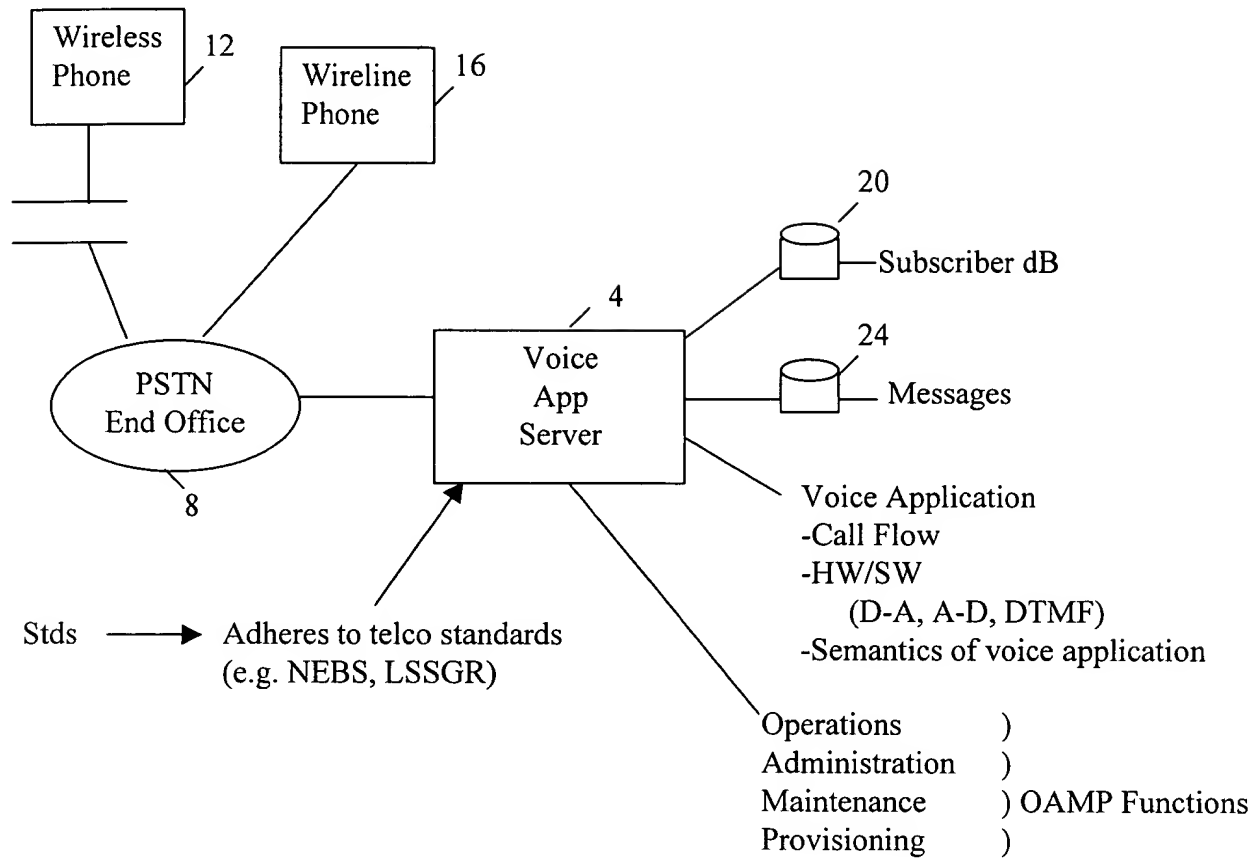 Wireless
Phone
12
Wireline
Phone
16
20
Subscriber dB
4
Voice
App
Server
24
Messages
PSTN
End Office
8
Voice Application
-Call Flow
-HW/SW
(D-A, A-D, DTMF)
-Semantics of voice application
Stds
Adheres to telco standards
(e.g. NEBS, LSSGR)
Operations )
Administration )
Maintenance ) OAMP Functions
Provisioning )